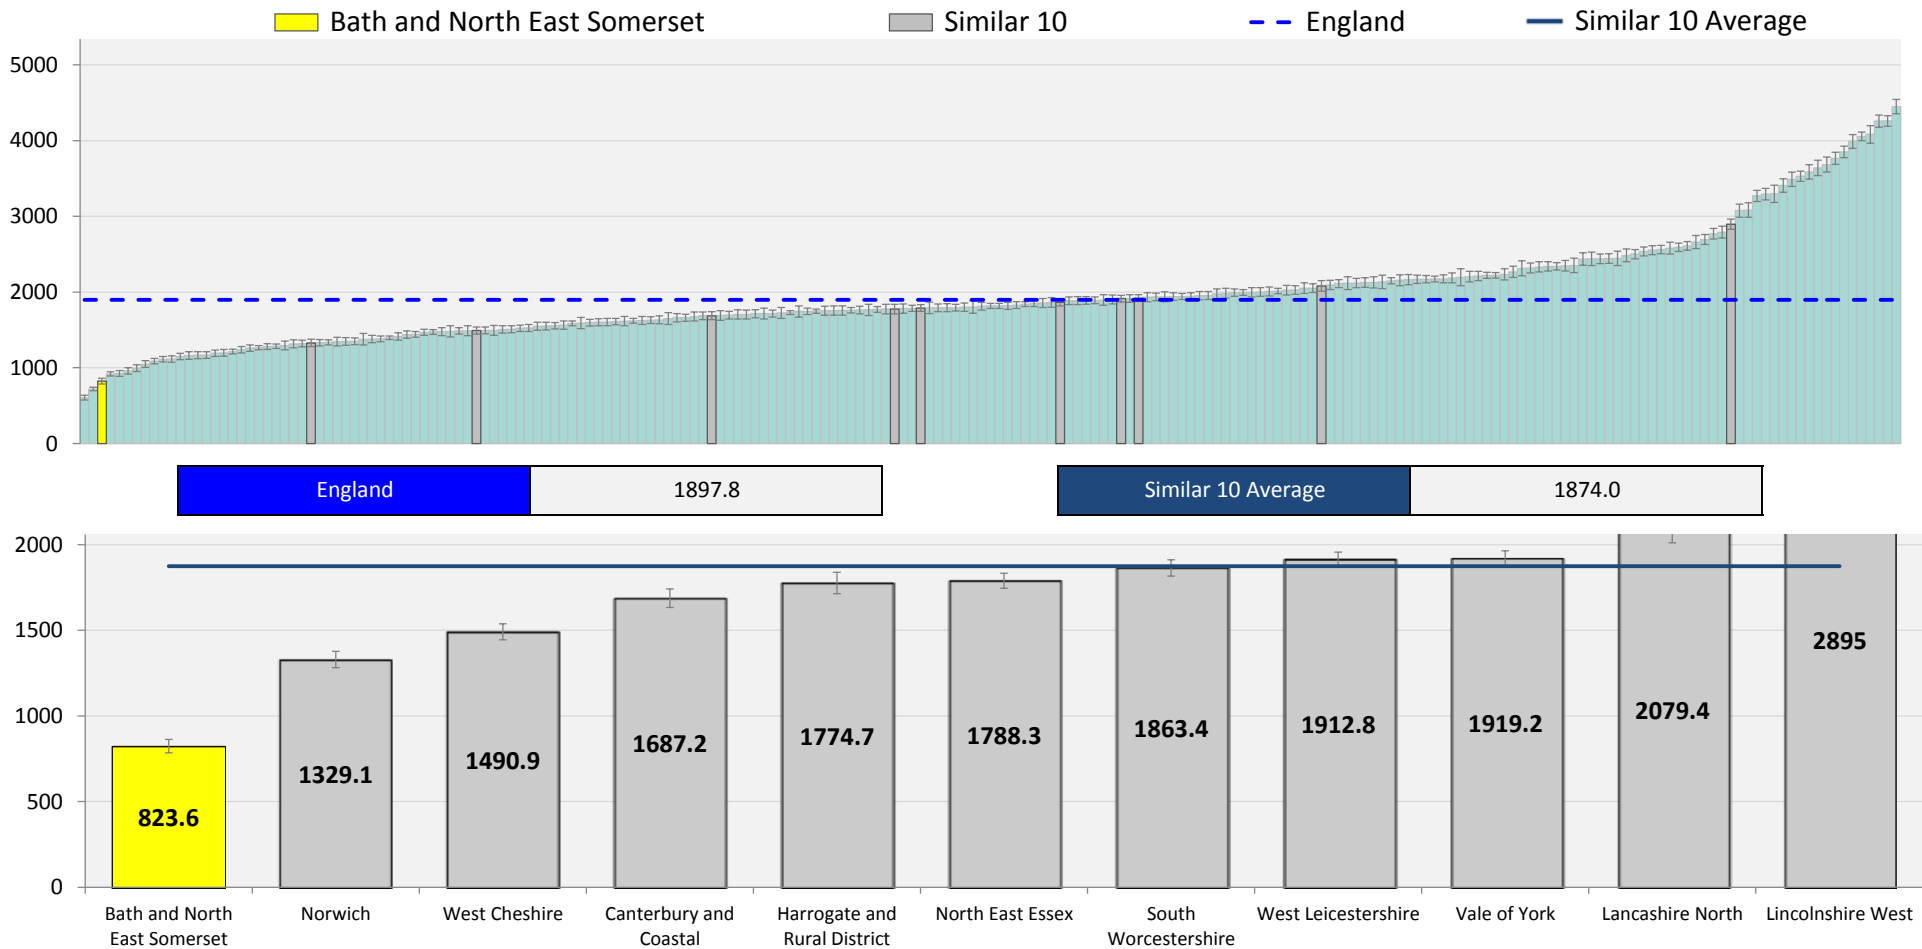 Bath and North East Somerset
Similar 10
England
Similar 10 Average
5000
4000
3000
2000
1000
0
England
1897.8
Similar 10 Average
1874.0
2000
1500
1000
500
0
823.6
1329.1
1490.9
1687.2
1774.7
1788.3
1863.4
1912.8
1919.2
2079.4
2895
Bath and North
East Somerset
Norwich
West Cheshire
Canterbury and
Coastal
Harrogate and
Rural District
North East Essex
South
Worcestershire
West Leicestershire
Vale of York
Lancashire North
Lincolnshire West